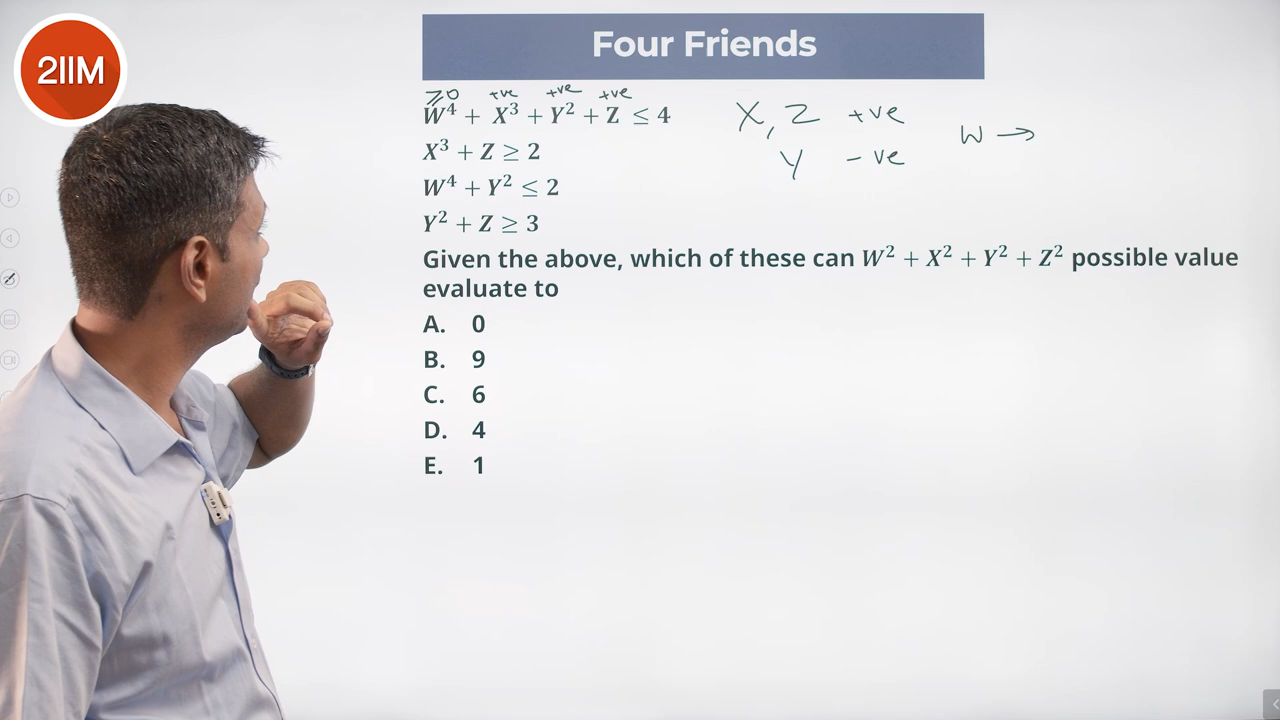 2IIM
Four Friends
≥0 +ve +ve +ve
W⁴ + X³ + Y² + Z ≤ 4
X, Z +ve
Y -ve
W →
X³ + Z ≥ 2
W⁴ + Y² ≤ 2
Y² + Z ≥ 3
Given the above, which of these can W² + X² + Y² + Z² possible value
evaluate to
A. 0
B. 9
C. 6
D. 4
E. 1